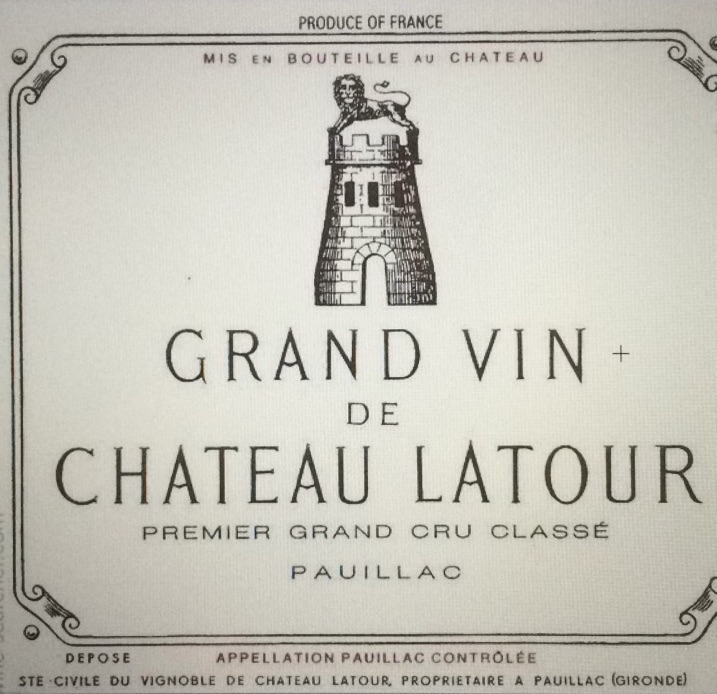 PRODUCE OF FRANCE
MIS EN BOUTEILLE AU CHATEAU
GRAND VIN +
DE
CHATEAU LATOUR
PREMIER GRAND CRU CLASSÉ
PAUILLAC
DEPOSE APPELLATION PAUILLAC CONTRÔLÉE
STE · CIVILE DU VIGNOBLE DE CHATEAU LATOUR, PROPRIETAIRE A PAUILLAC (GIRONDE)